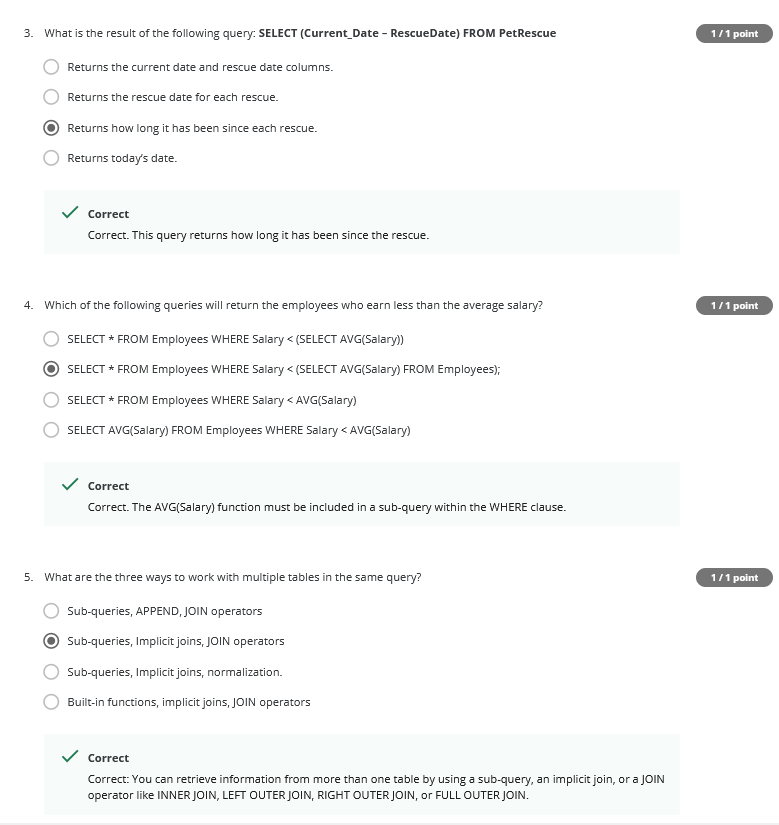 3. What is the result of the following query: SELECT (Current_Date – RescueDate) FROM PetRescue
1 / 1 point
Returns the current date and rescue date columns.
Returns the rescue date for each rescue.
Returns how long it has been since each rescue.
Returns today's date.
Correct
Correct. This query returns how long it has been since the rescue.
4. Which of the following queries will return the employees who earn less than the average salary?
1 / 1 point
SELECT * FROM Employees WHERE Salary < (SELECT AVG(Salary))
SELECT * FROM Employees WHERE Salary < (SELECT AVG(Salary) FROM Employees);
SELECT * FROM Employees WHERE Salary < AVG(Salary)
SELECT AVG(Salary) FROM Employees WHERE Salary < AVG(Salary)
Correct
Correct. The AVG(Salary) function must be included in a sub-query within the WHERE clause.
5. What are the three ways to work with multiple tables in the same query?
1 / 1 point
Sub-queries, APPEND, JOIN operators
Sub-queries, Implicit joins, JOIN operators
Sub-queries, Implicit joins, normalization.
Built-in functions, implicit joins, JOIN operators
Correct
Correct: You can retrieve information from more than one table by using a sub-query, an implicit join, or a JOIN
operator like INNER JOIN, LEFT OUTER JOIN, RIGHT OUTER JOIN, or FULL OUTER JOIN.